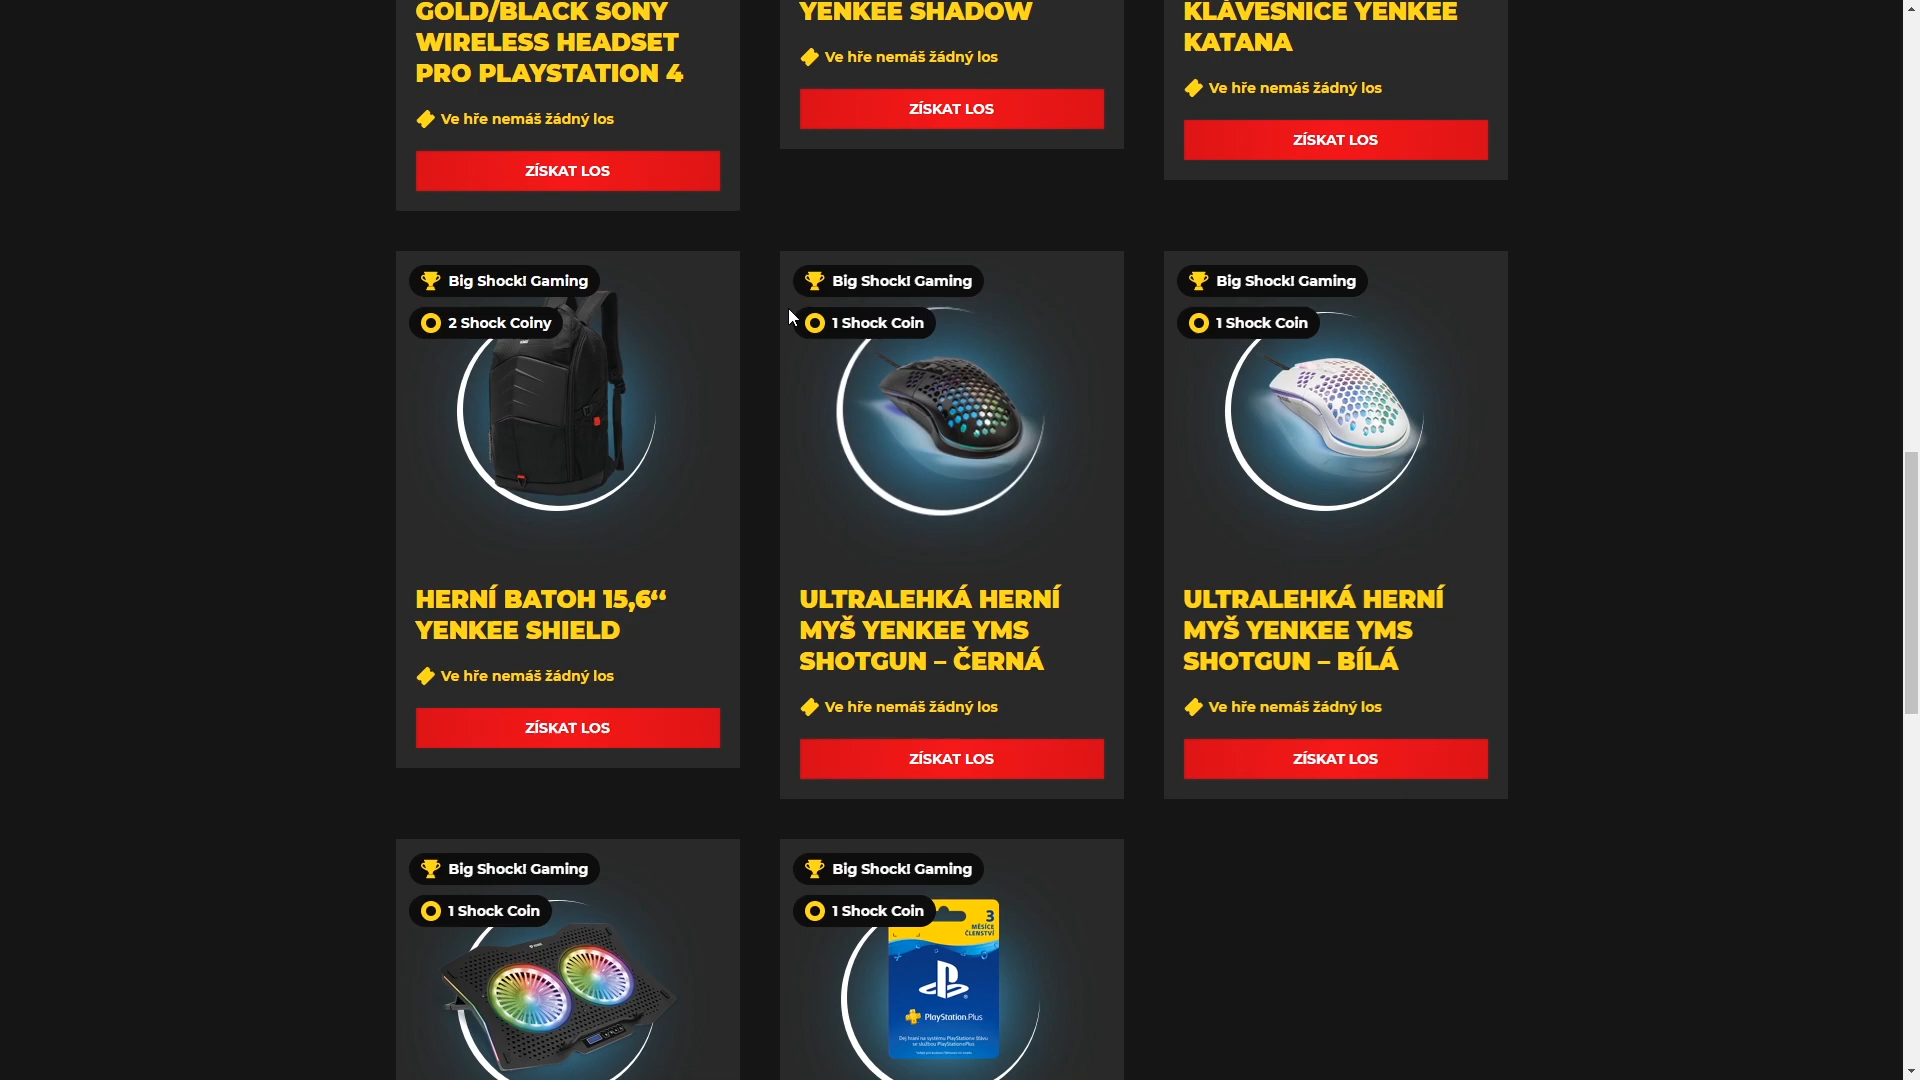 GOLD/BLACK SONY
WIRELESS HEADSET
PRO PLAYSTATION 4
Ve hře nemáš žádný los
ZÍSKAT LOS
YENKEE SHADOW
Ve hře nemáš žádný los
ZÍSKAT LOS
KLÁVESNICE YENKEE
KATANA
Ve hře nemáš žádný los
ZÍSKAT LOS
Big Shock! Gaming
2 Shock Coiny
HERNÍ BATOH 15,6“
YENKEE SHIELD
Ve hře nemáš žádný los
ZÍSKAT LOS
Big Shock! Gaming
1 Shock Coin
ULTRALEHKÁ HERNÍ
MYŠ YENKEE YMS
SHOTGUN – ČERNÁ
Ve hře nemáš žádný los
ZÍSKAT LOS
Big Shock! Gaming
1 Shock Coin
ULTRALEHKÁ HERNÍ
MYŠ YENKEE YMS
SHOTGUN – BÍLÁ
Ve hře nemáš žádný los
ZÍSKAT LOS
Big Shock! Gaming
1 Shock Coin
Big Shock! Gaming
1 Shock Coin
3
MĚSÍCE
ČLENSTVÍ
PlayStation.Plus